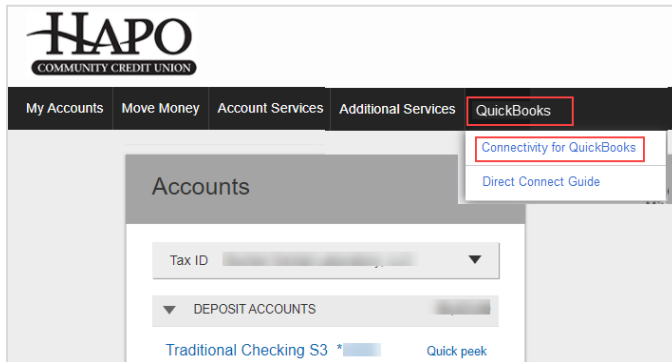 HAPO
COMMUNITY CREDIT UNION
My Accounts Move Money Account Services Additional Services QuickBooks
Connectivity for QuickBooks
Direct Connect Guide
Accounts
Tax ID
DEPOSIT ACCOUNTS
Traditional Checking S3 * Quick peek